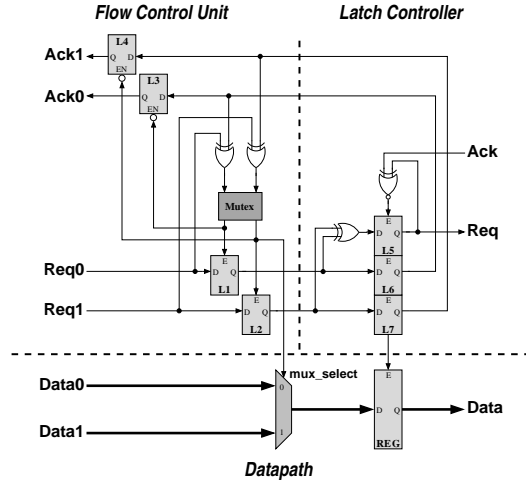 Flow Control Unit Latch Controller
L4
Ack1 Q D
EN L3
Ack0 Q D
EN
Ack
Mutex
E
D Q Req
L5
Req0 E D Q L1 D Q L6
Req1 E D Q L2 D Q L7
mux_select
E
Data0 0
D Q Data
Data1 1
REG
Datapath